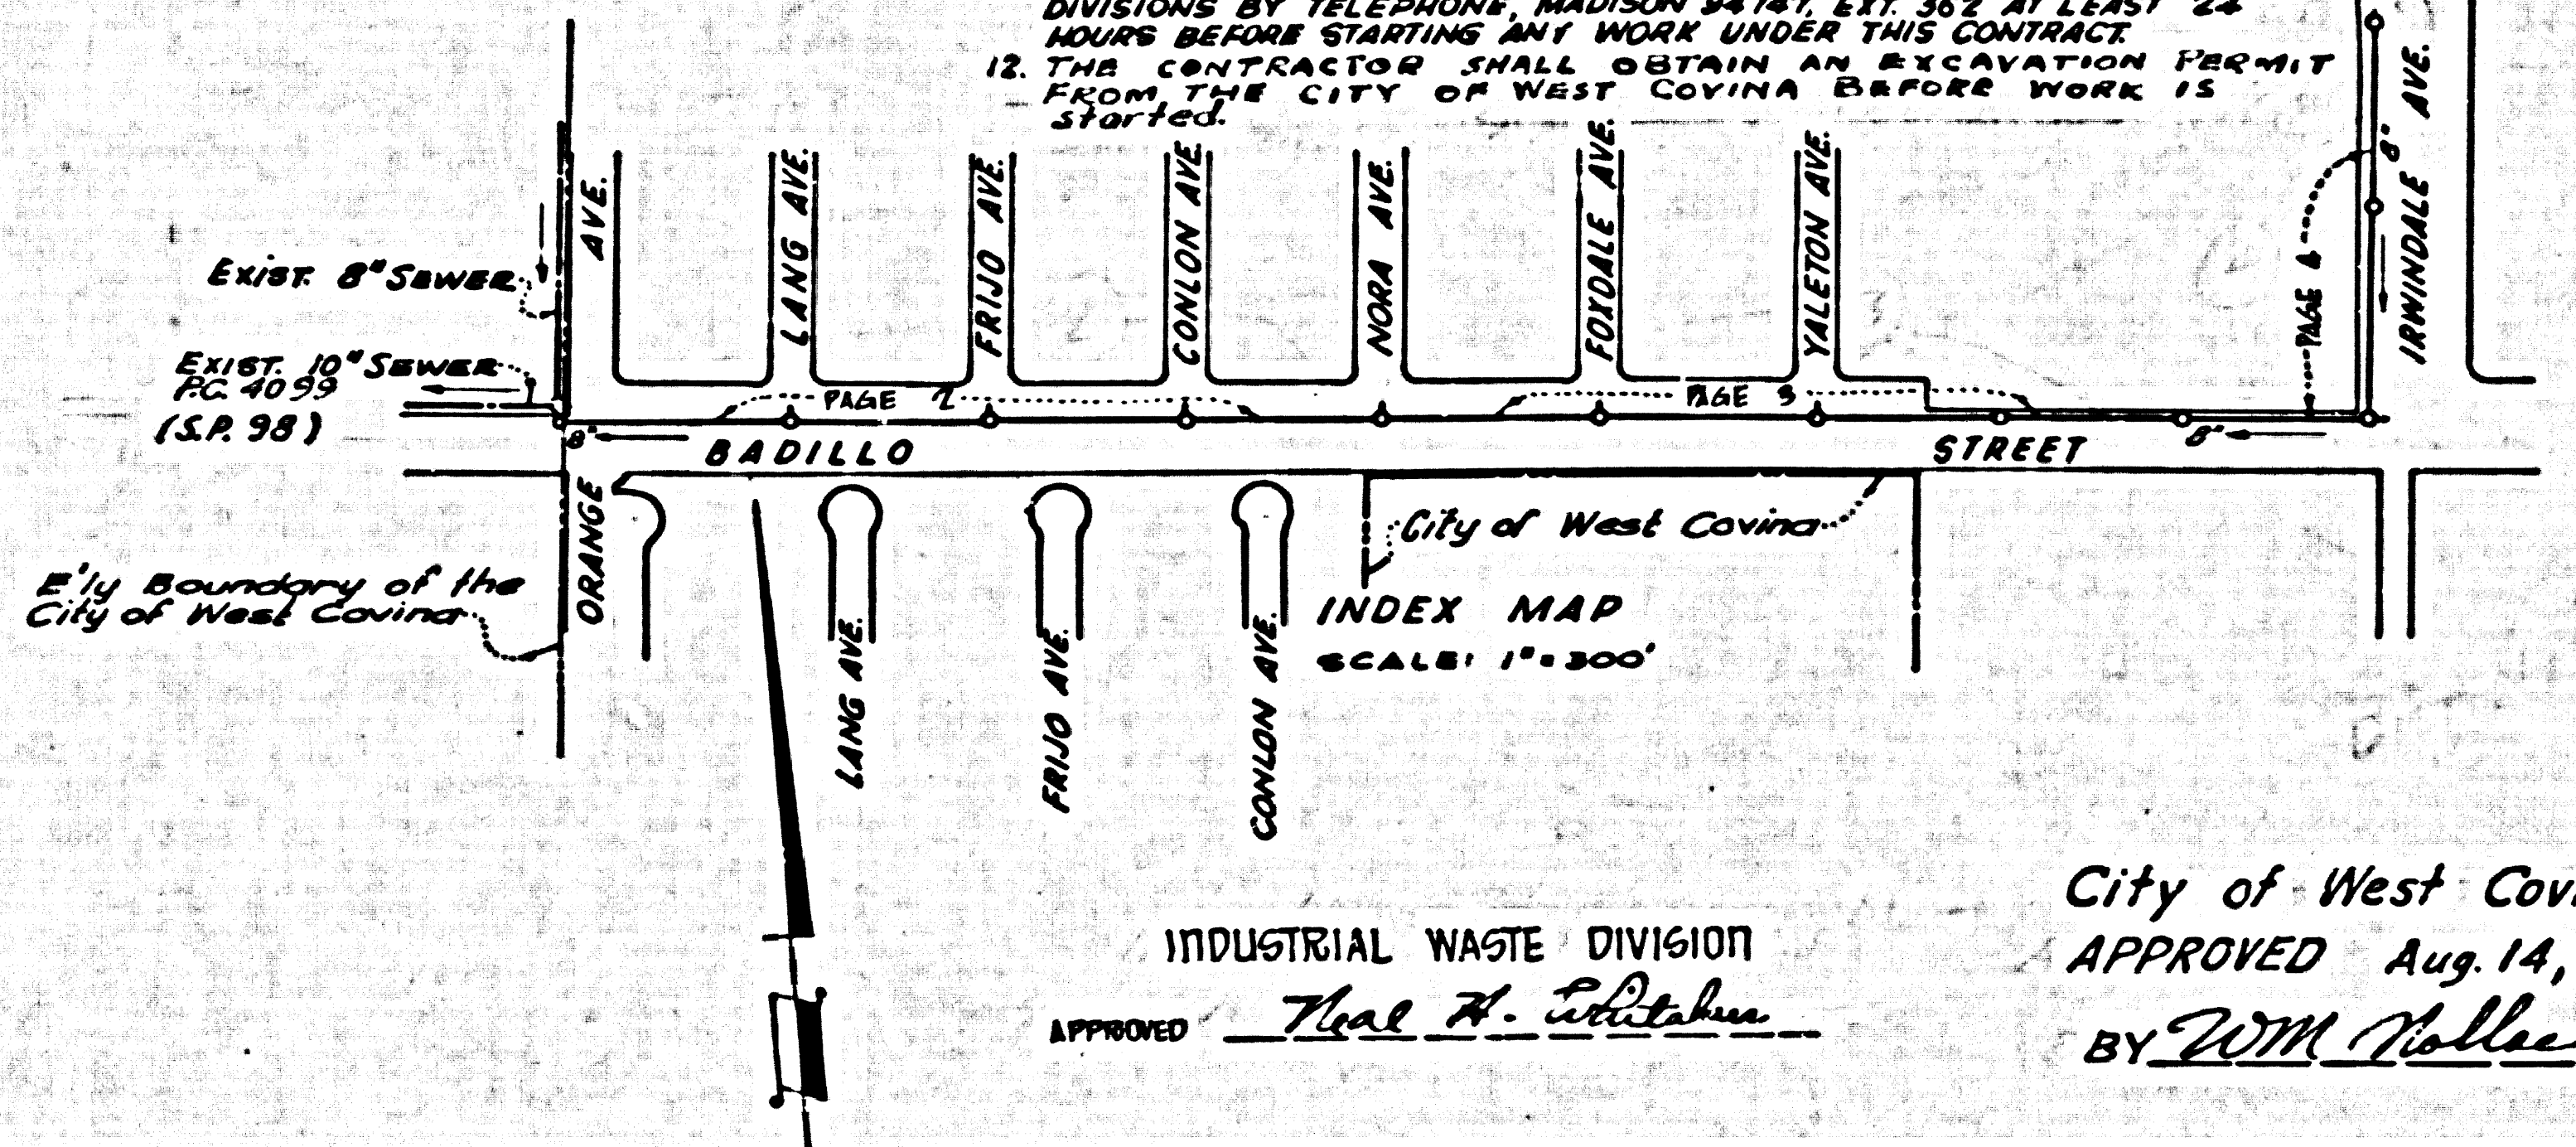 DIVISIONS BY TELEPHONE, MADISON 94747, EXT. 362 AT LEAST 24
HOURS BEFORE STARTING ANY WORK UNDER THIS CONTRACT.
12. THE CONTRACTOR SHALL OBTAIN AN EXCAVATION PERMIT
FROM THE CITY OF WEST COVINA BEFORE WORK IS
started.
AVE.
LANG AVE.
FRIJO AVE.
CONLON AVE.
NORA AVE.
FOXDALE AVE.
YALETON AVE.
PAGE 4
8"
IRWINDALE AVE.
EXIST. 8" SEWER
EXIST. 10" SEWER
P.C. 4099
(S.P. 98)
PAGE 2
PAGE 3
8"
BADILLO
STREET
8"
ORANGE
City of West Covina
E'ly Boundary of the
City of West Covina
INDEX MAP
SCALE: 1"=300'
LANG AVE.
FRIJO AVE.
CONLON AVE.
INDUSTRIAL WASTE DIVISION
APPROVED Neal H. Whitaker
City of West Cov
APPROVED Aug. 14,
BY WM